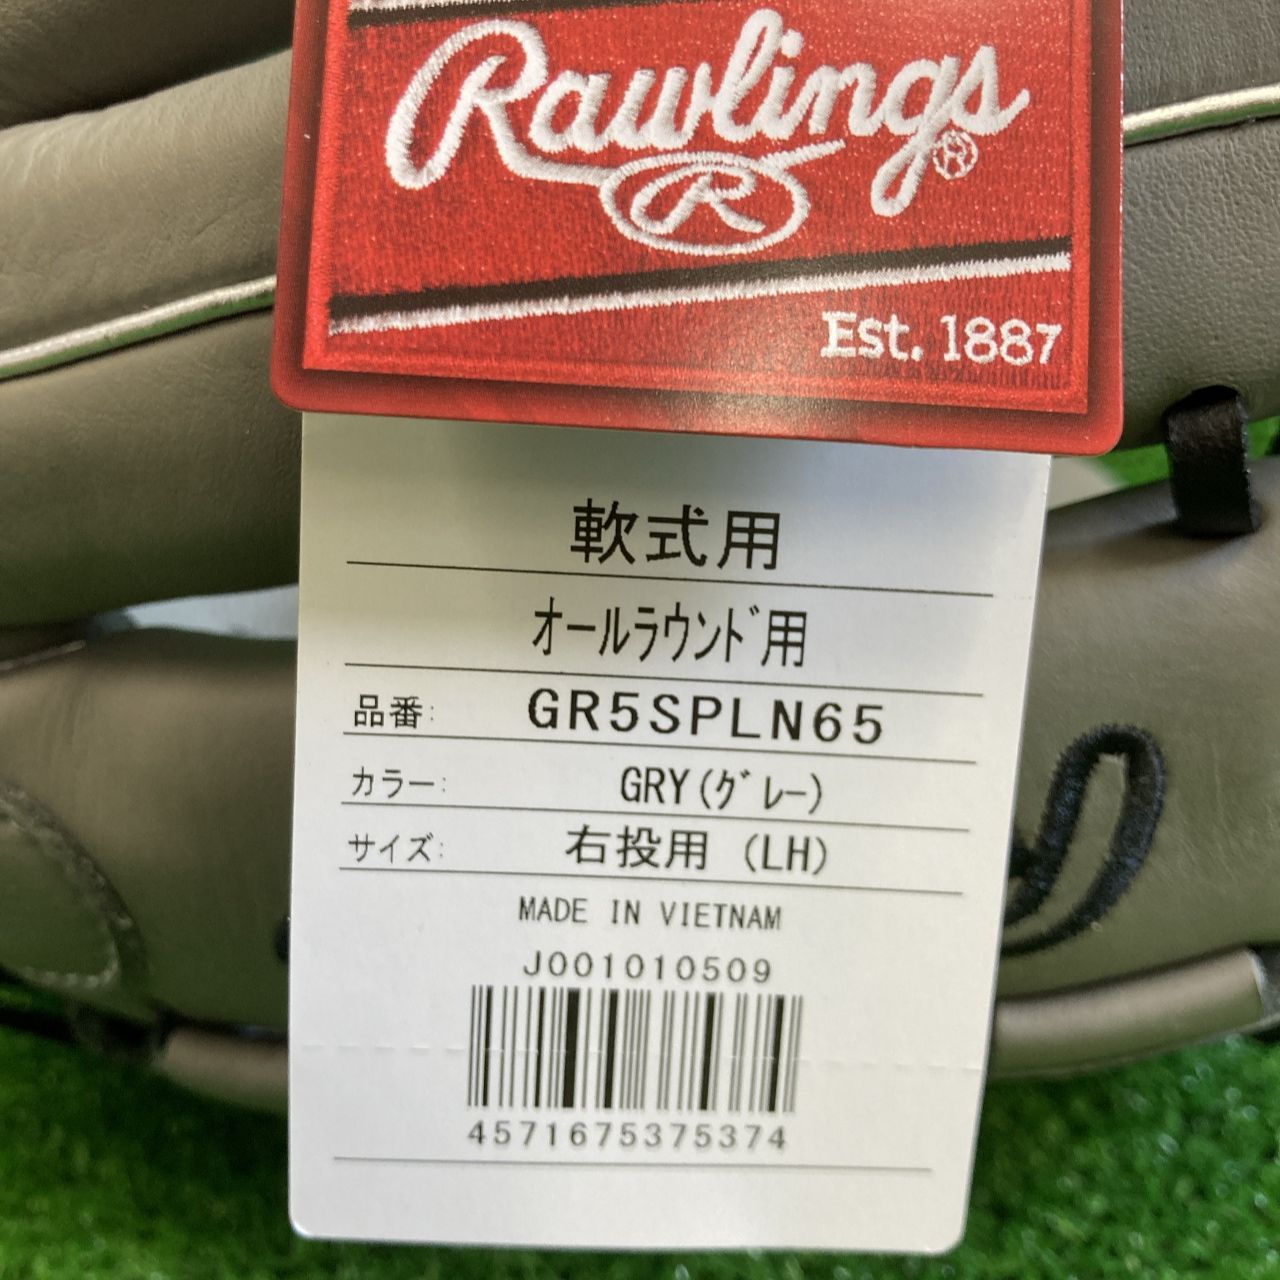 Rawlings®
R
Est. 1887
軟式用
オールラウンド用
品番: GR5SPLN65
カラー: GRY(グレー)
サイズ: 右投用 (LH)
MADE IN VIETNAM
J001010509
4571675375374